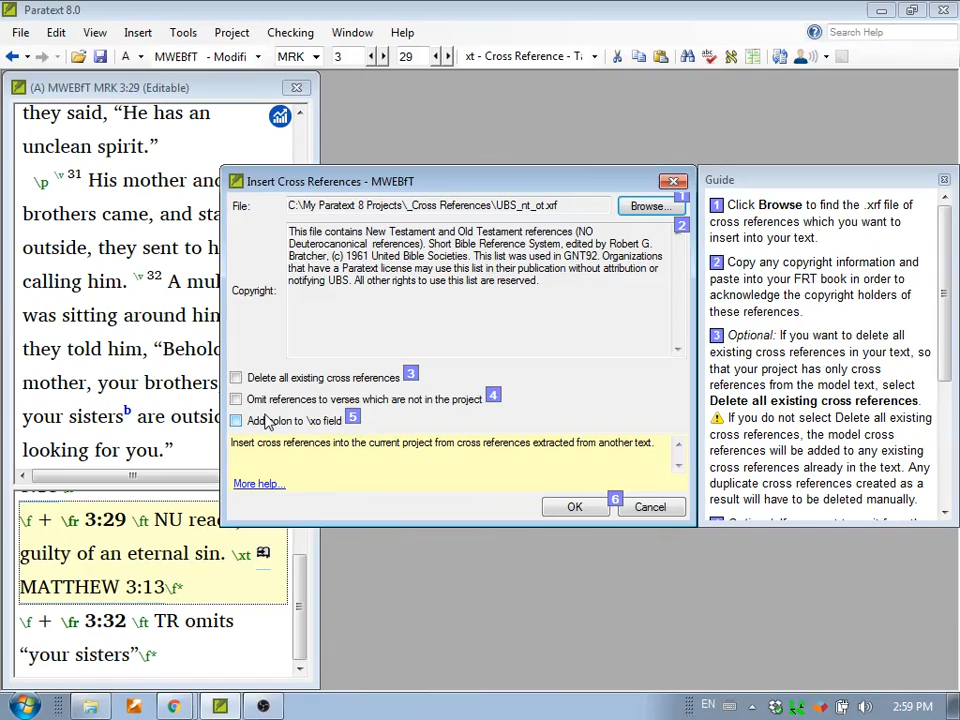 Paratext 8.0
File Edit View Insert Tools Project Checking Window Help
Search Help
A MWEBfT - Modifi MRK 3 29 xt - Cross Reference - Ta
(A) MWEBfT MRK 3:29 (Editable)
they said, “He has an
unclean spirit.”
\p \v 31 His mother and
brothers came, and sta
outside, they sent to h
calling him. \v 32 A mul
was sitting around him
they told him, “Behold
mother, your brothers
your sisters b are outsid
looking for you.”
\f + \fr 3:29 \ft NU rea
guilty of an eternal sin. \xt
MATTHEW 3:13\f*
\f + \fr 3:32 \ft TR omits
“your sisters”\f*
Insert Cross References - MWEBfT
File: C:\My Paratext 8 Projects\_Cross References\UBS_nt_ot.xrf Browse... 1
2
This file contains New Testament and Old Testament references (NO
Deuterocanonical references). Short Bible Reference System, edited by Robert G.
Bratcher, (c) 1961 United Bible Societies. This list was used in GNT92. Organizations
that have a Paratext license may use this list in their publication without attribution or
notifying UBS. All other rights to use this list are reserved.
Copyright:
Delete all existing cross references 3
Omit references to verses which are not in the project 4
Add colon to \xo field 5
Insert cross references into the current project from cross references extracted from another text.
More help...
OK 6 Cancel
Guide
1 Click Browse to find the .xrf file of
cross references which you want to
insert into your text.
2 Copy any copyright information and
paste into your FRT book in order to
acknowledge the copyright holders of
these references.
3 Optional: If you want to delete all
existing cross references in your text, so
that your project has only cross
references from the model text, select
Delete all existing cross references.
If you do not select Delete all existing
cross references, the model cross
references will be added to any existing
cross references already in the text. Any
duplicate cross references created as a
result will have to be deleted manually.
EN 2:59 PM